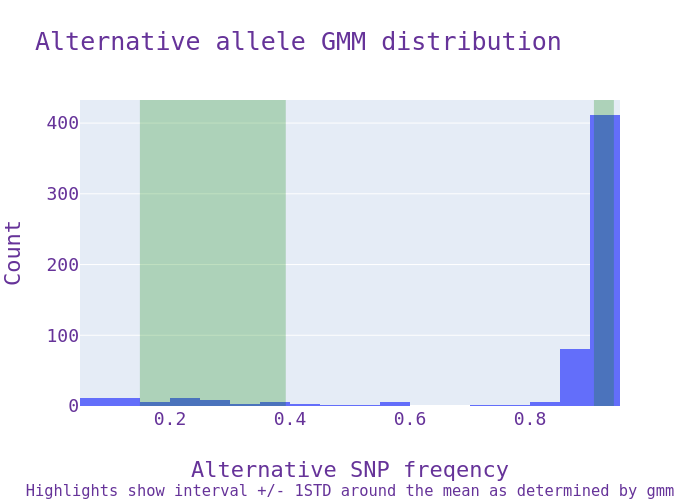 Alternative allele GMM distribution
Count
400
300
200
100
0
0.2 0.4 0.6 0.8
Alternative SNP freqency
Highlights show interval +/- 1STD around the mean as determined by gmm